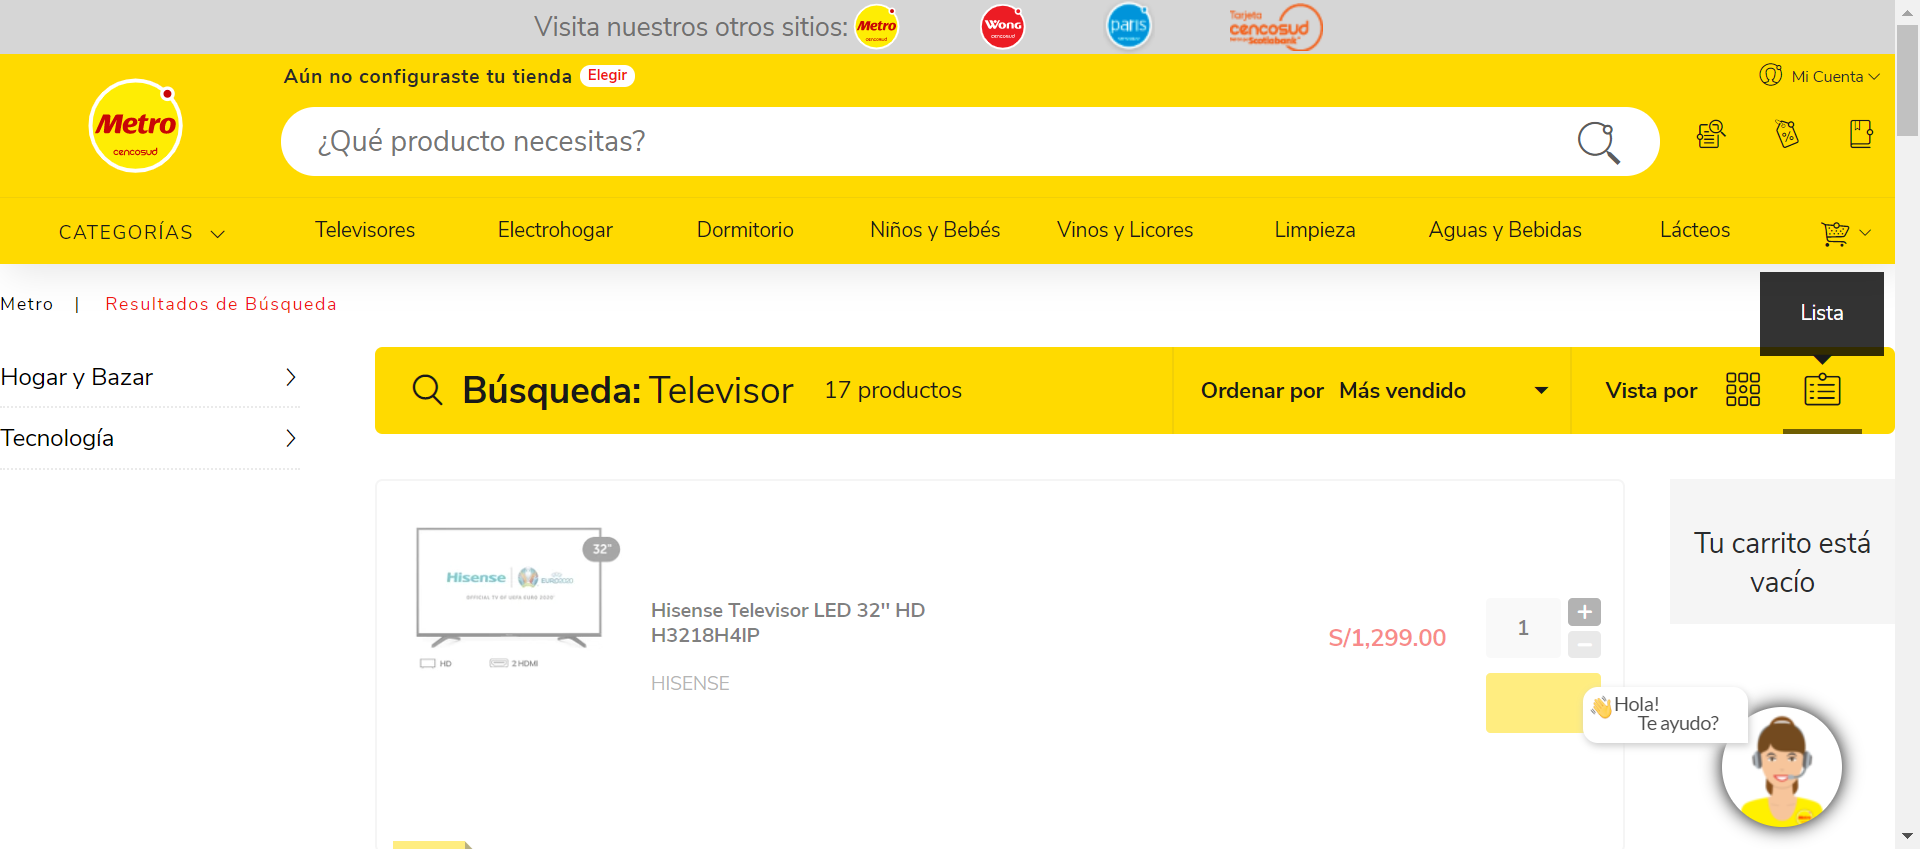 Visita nuestros otros sitios:
Metro
cencosud
Wong
cencosud
paris
Tarjeta
cencosud
Scotiabank
Aún no configuraste tu tienda Elegir
Mi Cuenta
Metro
cencosud
¿Qué producto necesitas?
CATEGORÍAS
Televisores
Electrohogar
Dormitorio
Niños y Bebés
Vinos y Licores
Limpieza
Aguas y Bebidas
Lácteos
Metro | Resultados de Búsqueda
Lista
Hogar y Bazar
Tecnología
Búsqueda: Televisor 17 productos
Ordenar por Más vendido
Vista por
32"
Hisense
EURO2020
OFFICIAL TV OF UEFA EURO 2020
HD
2 HDMI
Hisense Televisor LED 32'' HD
H3218H4IP
HISENSE
S/1,299.00
1
+
−
Tu carrito está
vacío
Hola!
Te ayudo?